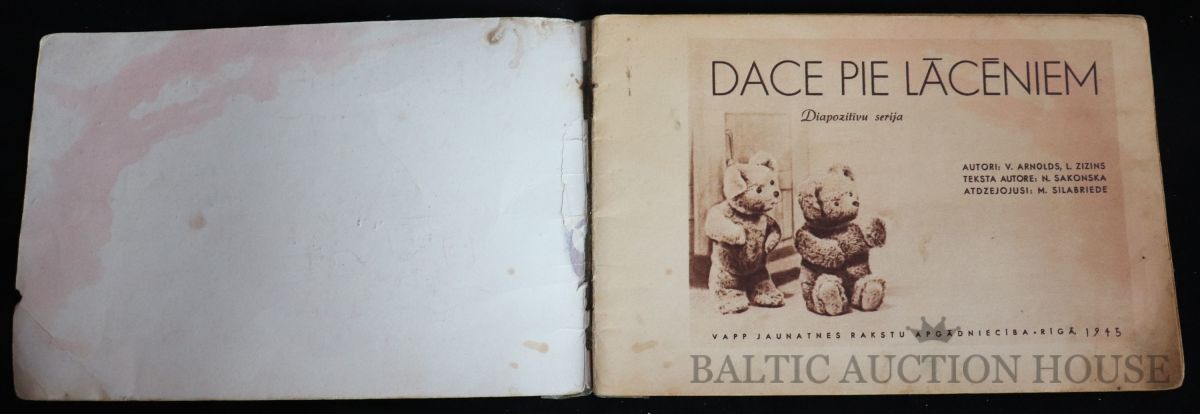 DACE PIE LĀCĒNIEM
Diapozitīvu serija
AUTORI: V. ARNOLDS, L. ZIZINS
TEKSTA AUTORE: N. SAKONSKA
ATDZEJOJUSI: M. SILABRIEDE
VAPP JAUNATNES RAKSTU APGĀDNIECĪBA • RĪGĀ, 1945
BALTIC AUCTION HOUSE